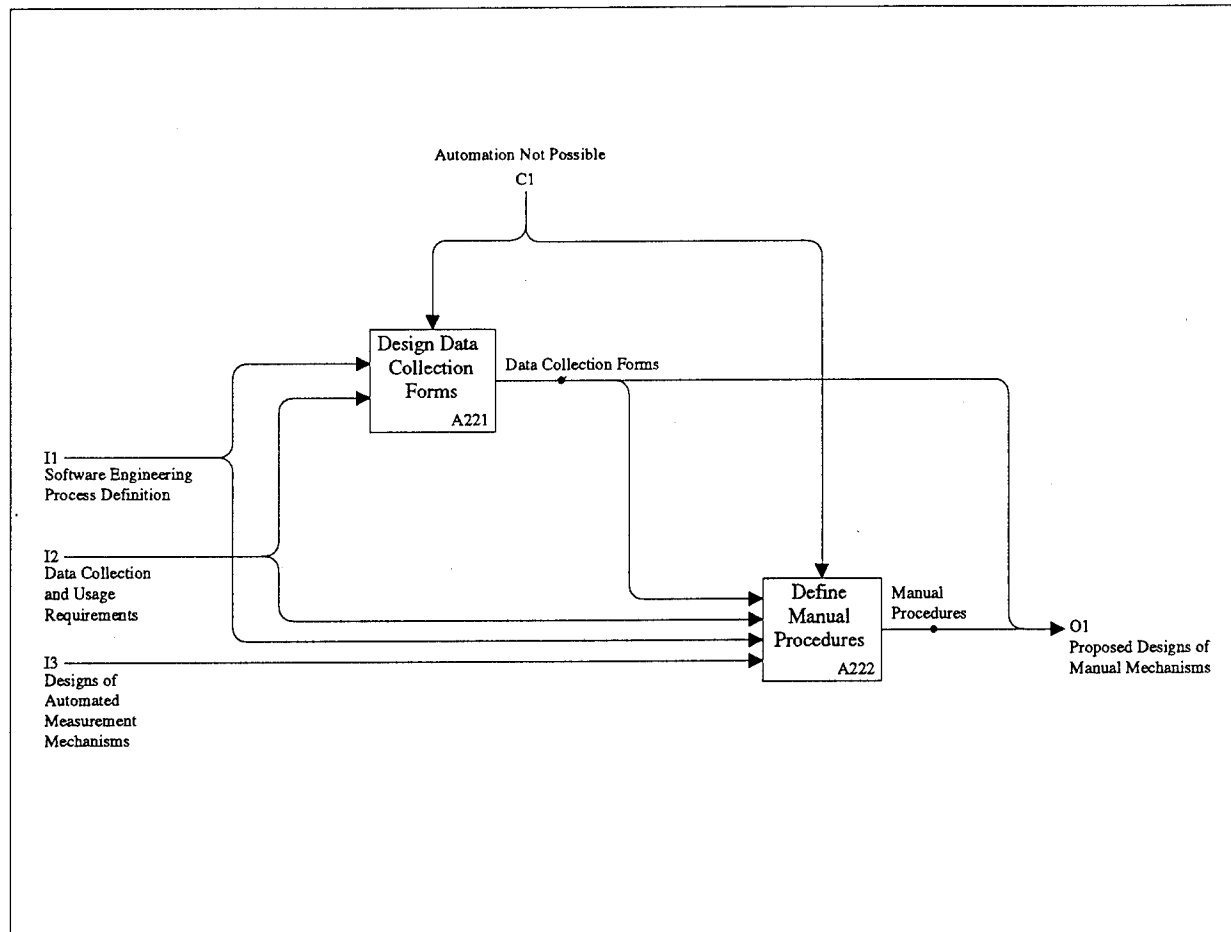 Automation Not Possible
C1
Design Data
Collection
Forms
A221
Data Collection Forms
I1
Software Engineering
Process Definition
I2
Data Collection
and Usage
Requirements
I3
Designs of
Automated
Measurement
Mechanisms
Define
Manual
Procedures
A222
Manual
Procedures
O1
Proposed Designs of
Manual Mechanisms